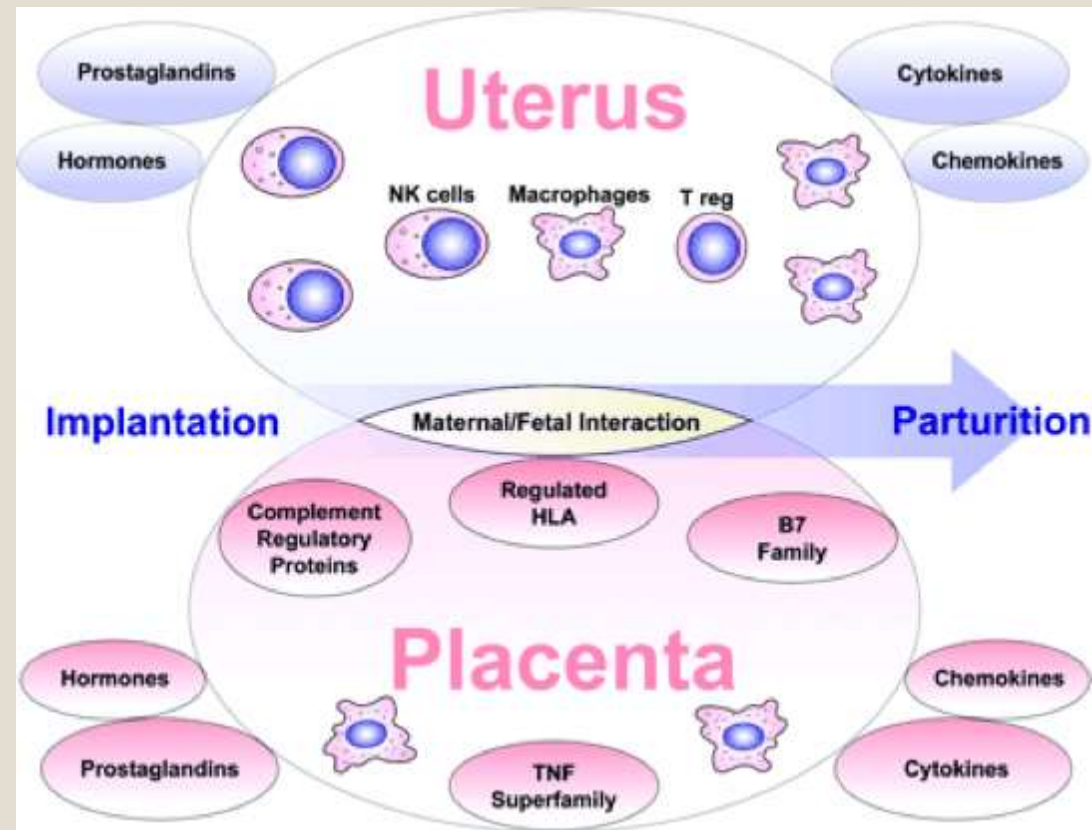 Prostaglandins
Uterus
Cytokines
Hormones
Chemokines
NK cells
Macrophages
T reg
Implantation
Maternal/Fetal Interaction
Parturition
Complement
Regulatory
Proteins
Regulated
HLA
B7
Family
Placenta
Hormones
Chemokines
Prostaglandins
TNF
Superfamily
Cytokines